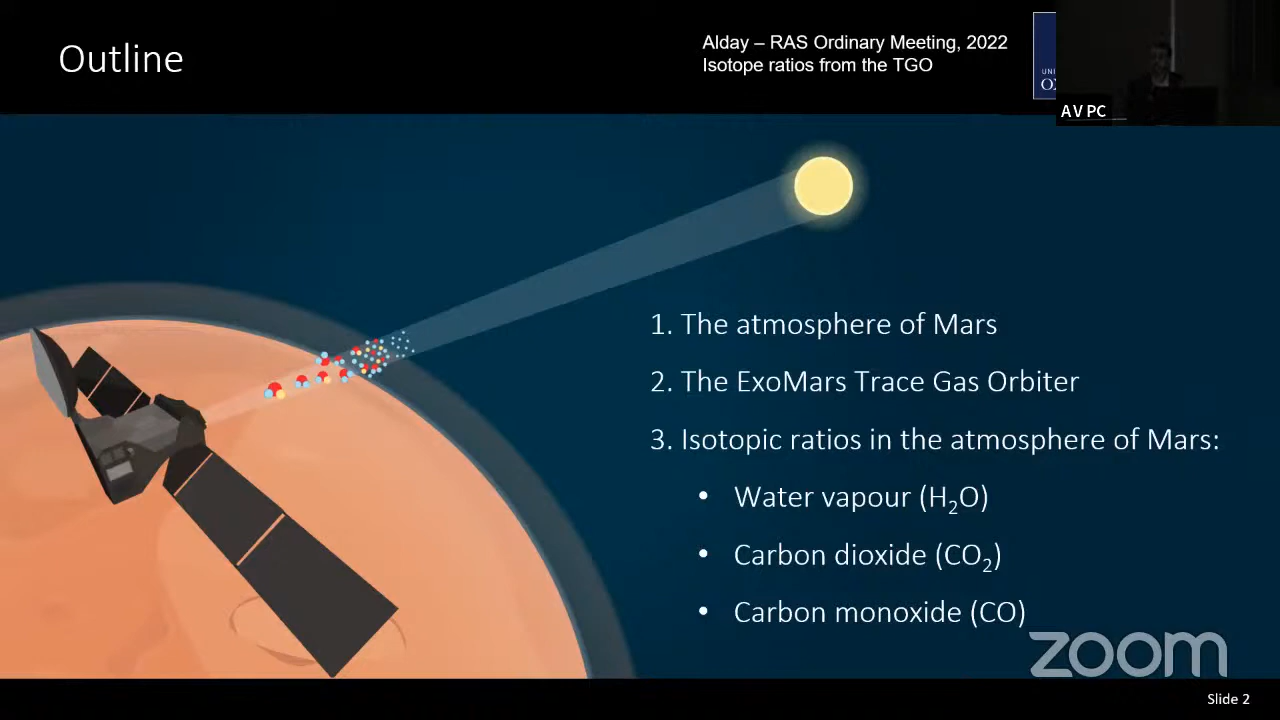 Outline
Alday – RAS Ordinary Meeting, 2022
Isotope ratios from the TGO
AV PC
1. The atmosphere of Mars
2. The ExoMars Trace Gas Orbiter
3. Isotopic ratios in the atmosphere of Mars:
• Water vapour (H₂O)
• Carbon dioxide (CO₂)
• Carbon monoxide (CO)
zoom
Slide 2